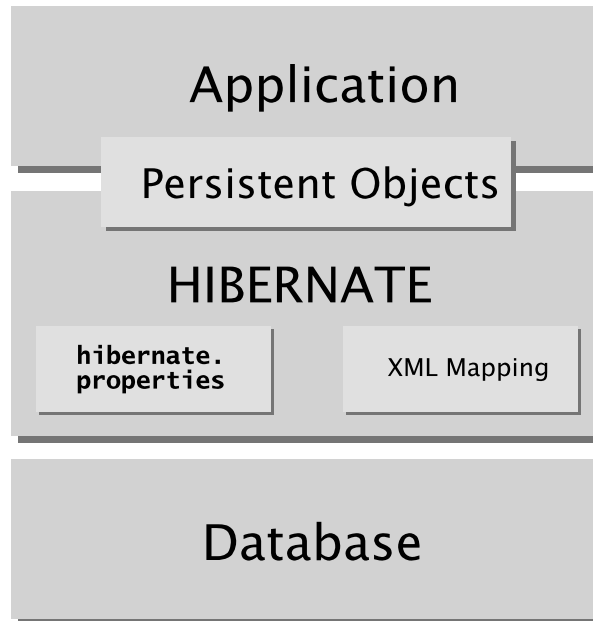 Application
Persistent Objects
HIBERNATE
hibernate.
properties
XML Mapping
Database